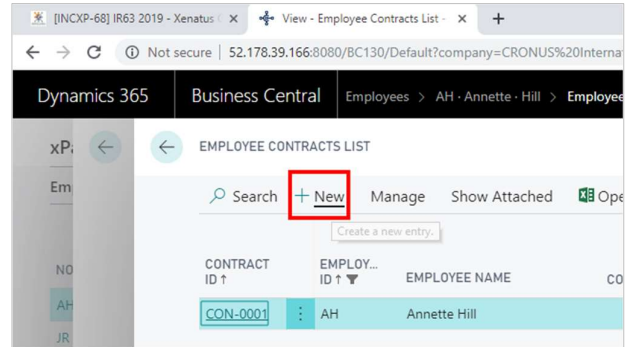 [INCXP-68] IR63 2019 - Xenatus C
View - Employee Contracts List -
Not secure | 52.178.39.166:8080/BC130/Default?company=CRONUS%20Interna
Dynamics 365 Business Central Employees > AH · Annette · Hill > Employee
xPa EMPLOYEE CONTRACTS LIST
Em Search + New Manage Show Attached Ope
Create a new entry.
NO CONTRACT ID ↑ EMPLOY... ID ↑ EMPLOYEE NAME CO
AH CON-0001 AH Annette Hill
JR